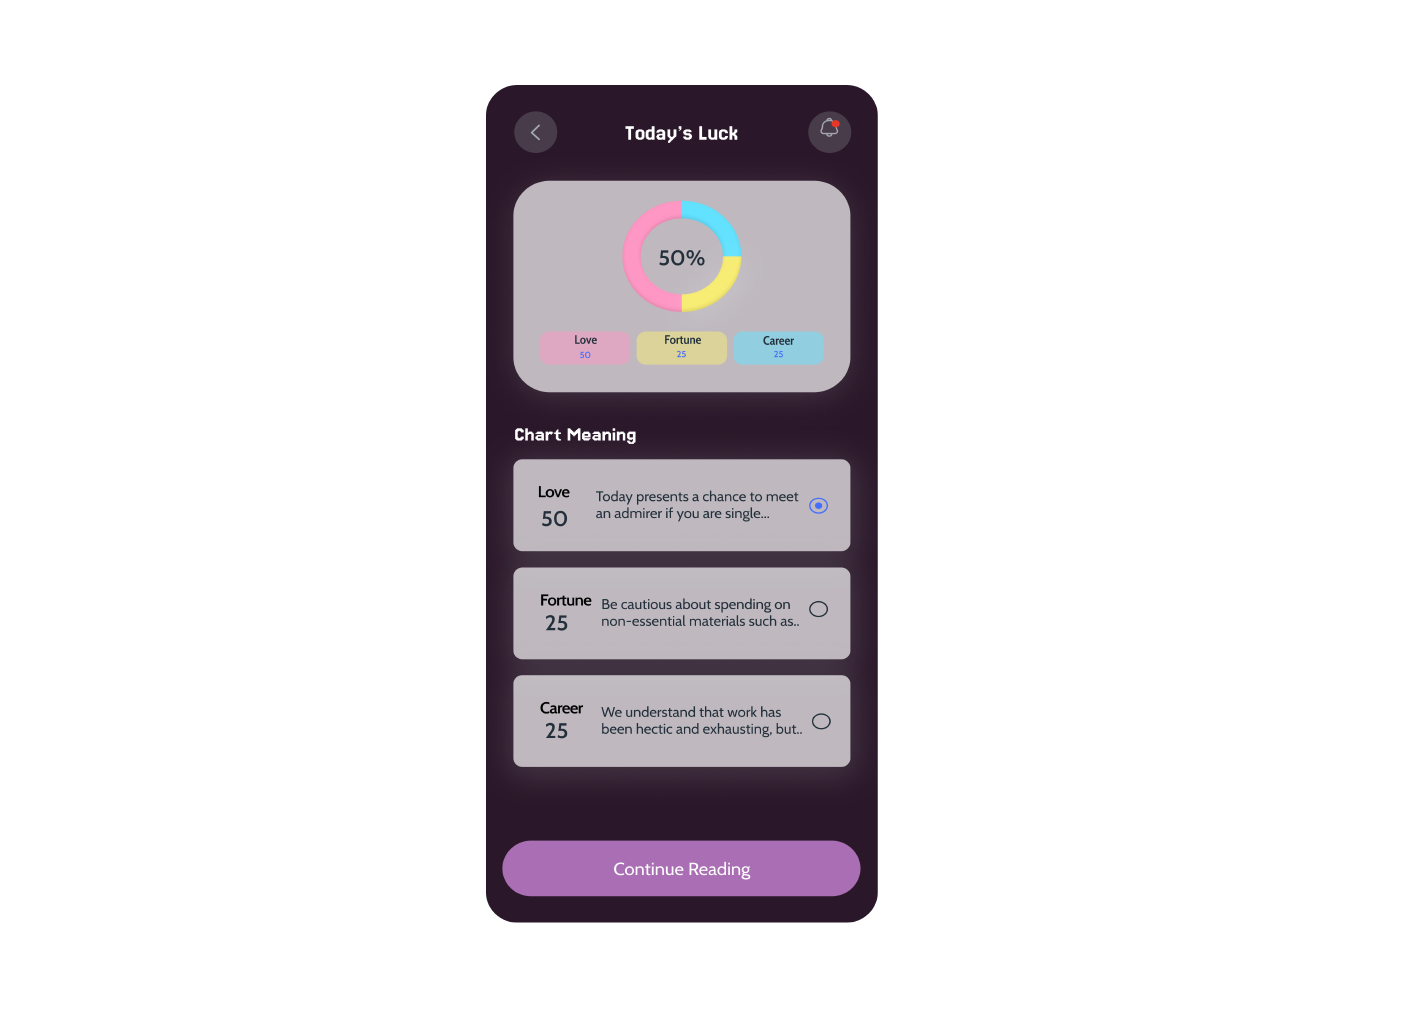 Today's Luck
50%
Love
50
Fortune
25
Career
25
Chart Meaning
Love
50
Today presents a chance to meet
an admirer if you are single...
Fortune
25
Be cautious about spending on
non-essential materials such as..
Career
25
We understand that work has
been hectic and exhausting, but..
Continue Reading